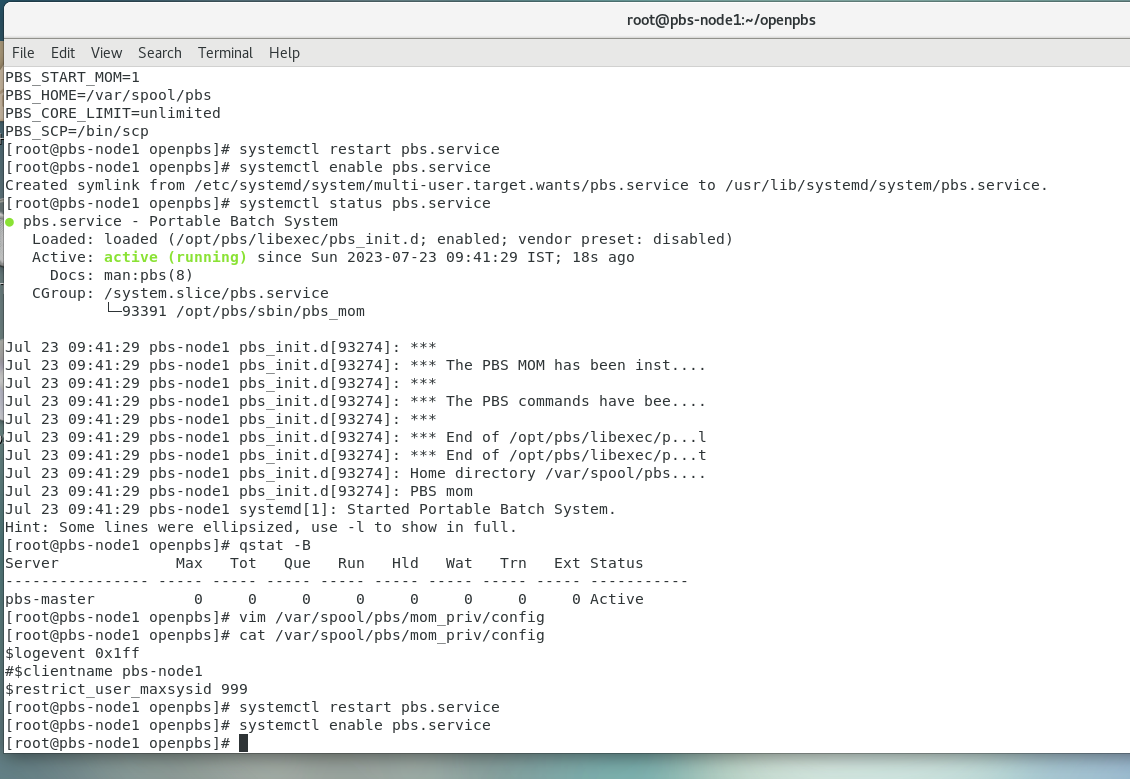 root@pbs-node1:~/openpbs
File Edit View Search Terminal Help
PBS_START_MOM=1
PBS_HOME=/var/spool/pbs
PBS_CORE_LIMIT=unlimited
PBS_SCP=/bin/scp
[root@pbs-node1 openpbs]# systemctl restart pbs.service
[root@pbs-node1 openpbs]# systemctl enable pbs.service
Created symlink from /etc/systemd/system/multi-user.target.wants/pbs.service to /usr/lib/systemd/system/pbs.service.
[root@pbs-node1 openpbs]# systemctl status pbs.service
● pbs.service - Portable Batch System
   Loaded: loaded (/opt/pbs/libexec/pbs_init.d; enabled; vendor preset: disabled)
   Active: active (running) since Sun 2023-07-23 09:41:29 IST; 18s ago
     Docs: man:pbs(8)
   CGroup: /system.slice/pbs.service
           └─93391 /opt/pbs/sbin/pbs_mom
Jul 23 09:41:29 pbs-node1 pbs_init.d[93274]: ***
Jul 23 09:41:29 pbs-node1 pbs_init.d[93274]: *** The PBS MOM has been inst....
Jul 23 09:41:29 pbs-node1 pbs_init.d[93274]: ***
Jul 23 09:41:29 pbs-node1 pbs_init.d[93274]: *** The PBS commands have bee....
Jul 23 09:41:29 pbs-node1 pbs_init.d[93274]: ***
Jul 23 09:41:29 pbs-node1 pbs_init.d[93274]: *** End of /opt/pbs/libexec/p...l
Jul 23 09:41:29 pbs-node1 pbs_init.d[93274]: *** End of /opt/pbs/libexec/p...t
Jul 23 09:41:29 pbs-node1 pbs_init.d[93274]: Home directory /var/spool/pbs....
Jul 23 09:41:29 pbs-node1 pbs_init.d[93274]: PBS mom
Jul 23 09:41:29 pbs-node1 systemd[1]: Started Portable Batch System.
Hint: Some lines were ellipsized, use -l to show in full.
[root@pbs-node1 openpbs]# qstat -B
Server             Max   Tot   Que   Run   Hld   Wat   Trn   Ext Status
---------------- ----- ----- ----- ----- ----- ----- ----- ----- -----------
pbs-master           0     0     0     0     0     0     0     0 Active
[root@pbs-node1 openpbs]# vim /var/spool/pbs/mom_priv/config
[root@pbs-node1 openpbs]# cat /var/spool/pbs/mom_priv/config
$logevent 0x1ff
#$clientname pbs-node1
$restrict_user_maxsysid 999
[root@pbs-node1 openpbs]# systemctl restart pbs.service
[root@pbs-node1 openpbs]# systemctl enable pbs.service
[root@pbs-node1 openpbs]#